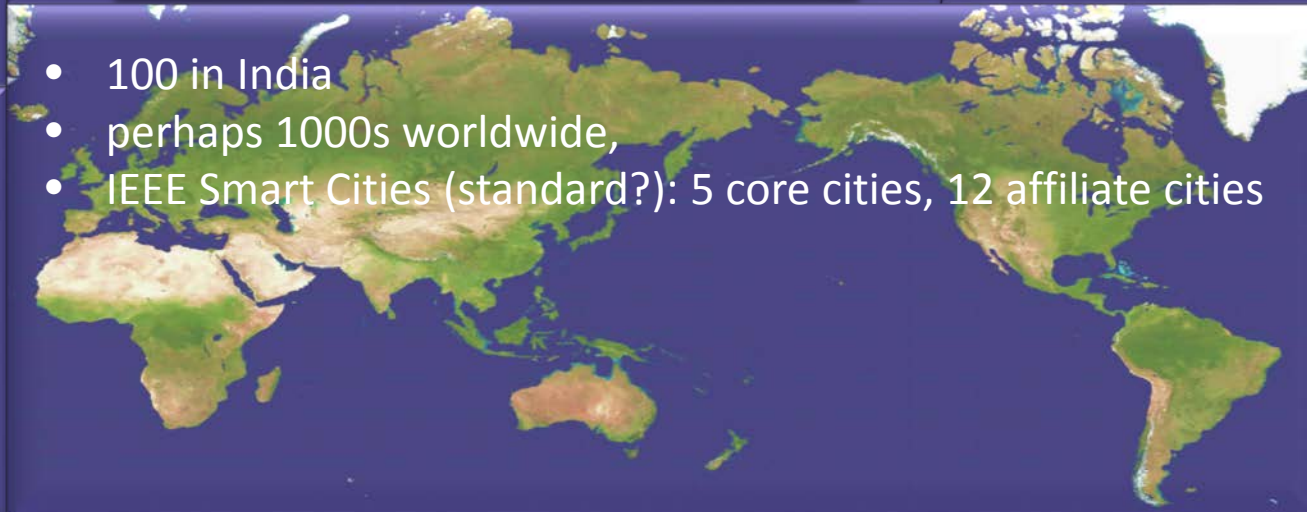 • 100 in India
• perhaps 1000s worldwide,
• IEEE Smart Cities (standard?): 5 core cities, 12 affiliate cities